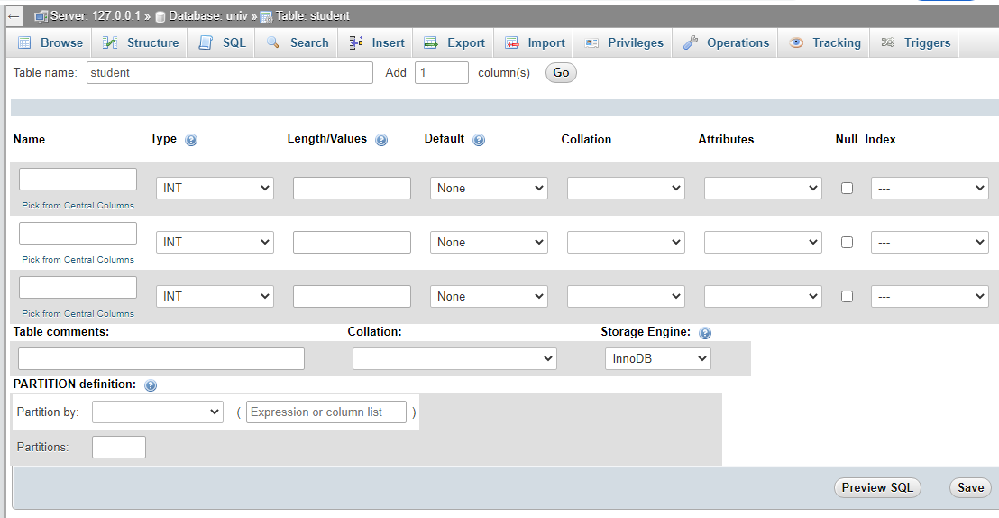 Server: 127.0.0.1 » Database: univ » Table: student
Browse Structure SQL Search Insert Export Import Privileges Operations Tracking Triggers
Table name: student Add 1 column(s) Go
Name Type Length/Values Default Collation Attributes Null Index
INT None ---
Pick from Central Columns
INT None ---
Pick from Central Columns
INT None ---
Pick from Central Columns
Table comments: Collation: Storage Engine:
InnoDB
PARTITION definition:
Partition by: ( Expression or column list )
Partitions:
Preview SQL Save